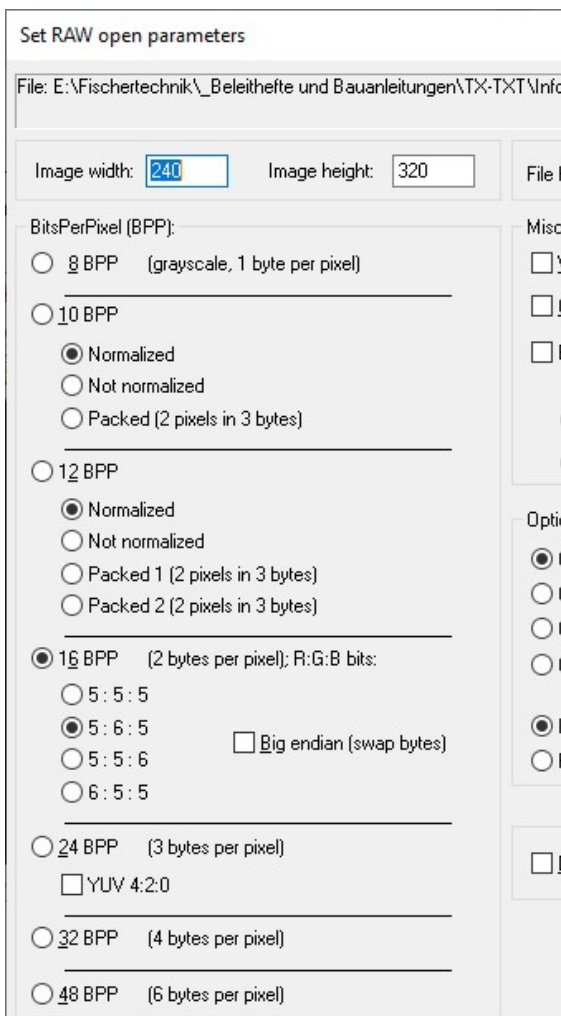 Set RAW open parameters
File: E:\Fischertechnik\_Beleithefte und Bauanleitungen\TX-TXT\Info
Image width: 240 Image height: 320
File
BitsPerPixel (BPP):
Misc
8 BPP (grayscale, 1 byte per pixel)
10 BPP
Normalized
Not normalized
Packed (2 pixels in 3 bytes)
12 BPP
Normalized
Not normalized
Packed 1 (2 pixels in 3 bytes)
Packed 2 (2 pixels in 3 bytes)
Optio
16 BPP (2 bytes per pixel); R:G:B bits:
5 : 5 : 5
5 : 6 : 5
Big endian (swap bytes)
5 : 5 : 6
6 : 5 : 5
24 BPP (3 bytes per pixel)
YUV 4:2:0
32 BPP (4 bytes per pixel)
48 BPP (6 bytes per pixel)